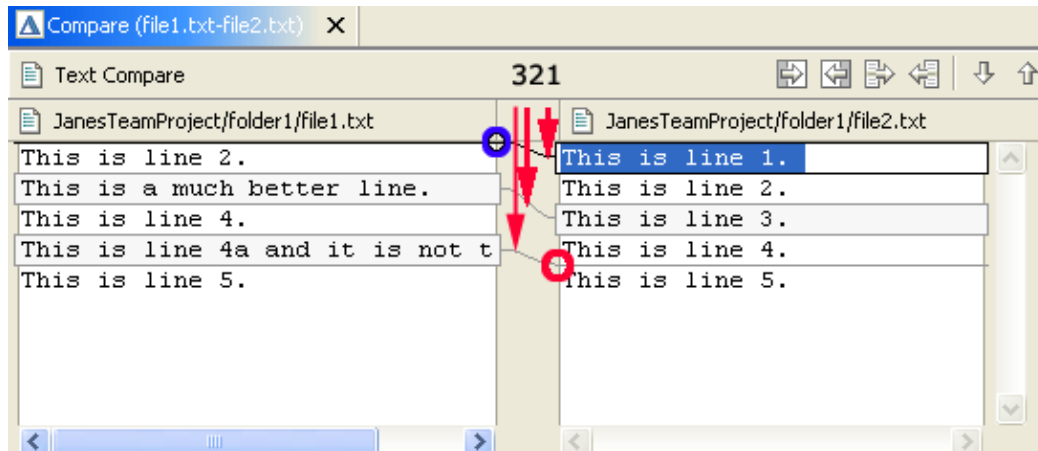 Compare (file1.txt-file2.txt)
Text Compare
321
JanesTeamProject/folder1/file1.txt
JanesTeamProject/folder1/file2.txt
This is line 2.
This is a much better line.
This is line 4.
This is line 4a and it is not t
This is line 5.
This is line 1.
This is line 2.
This is line 3.
This is line 4.
This is line 5.